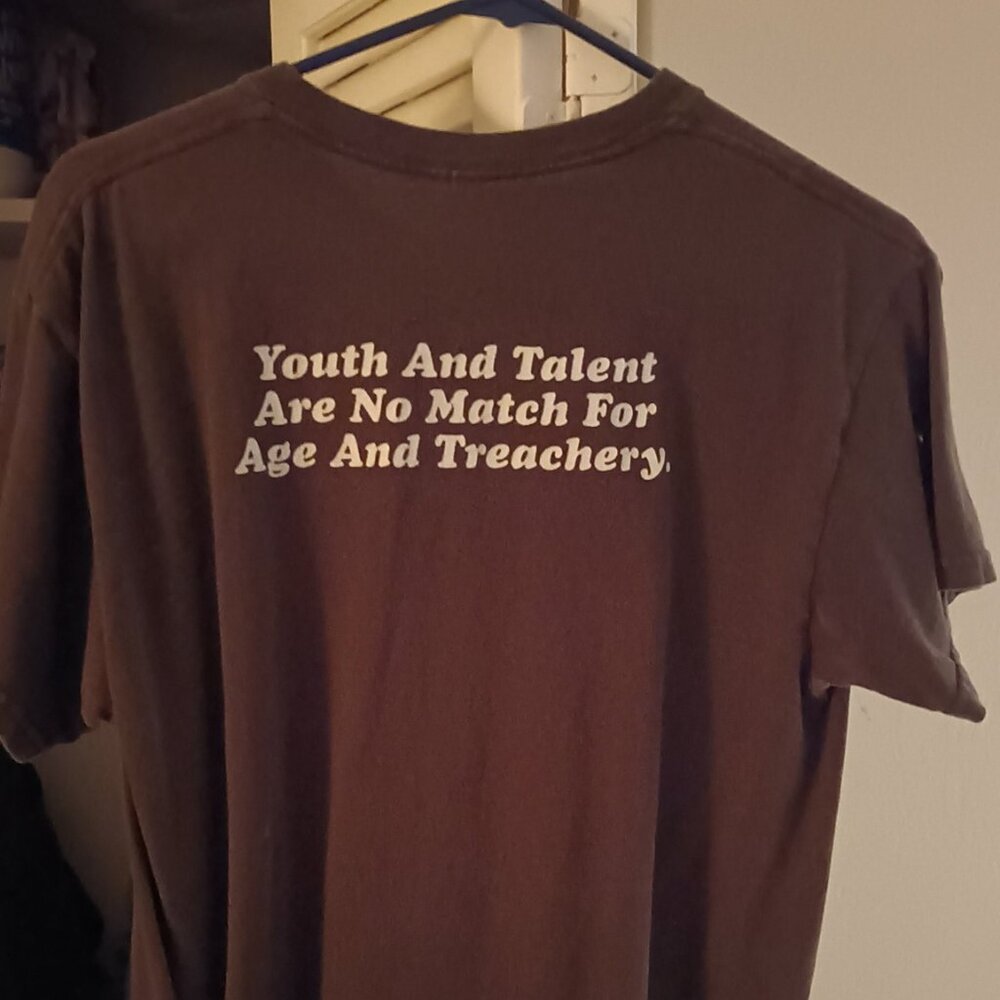 Youth And Talent
Are No Match For
Age And Treachery.